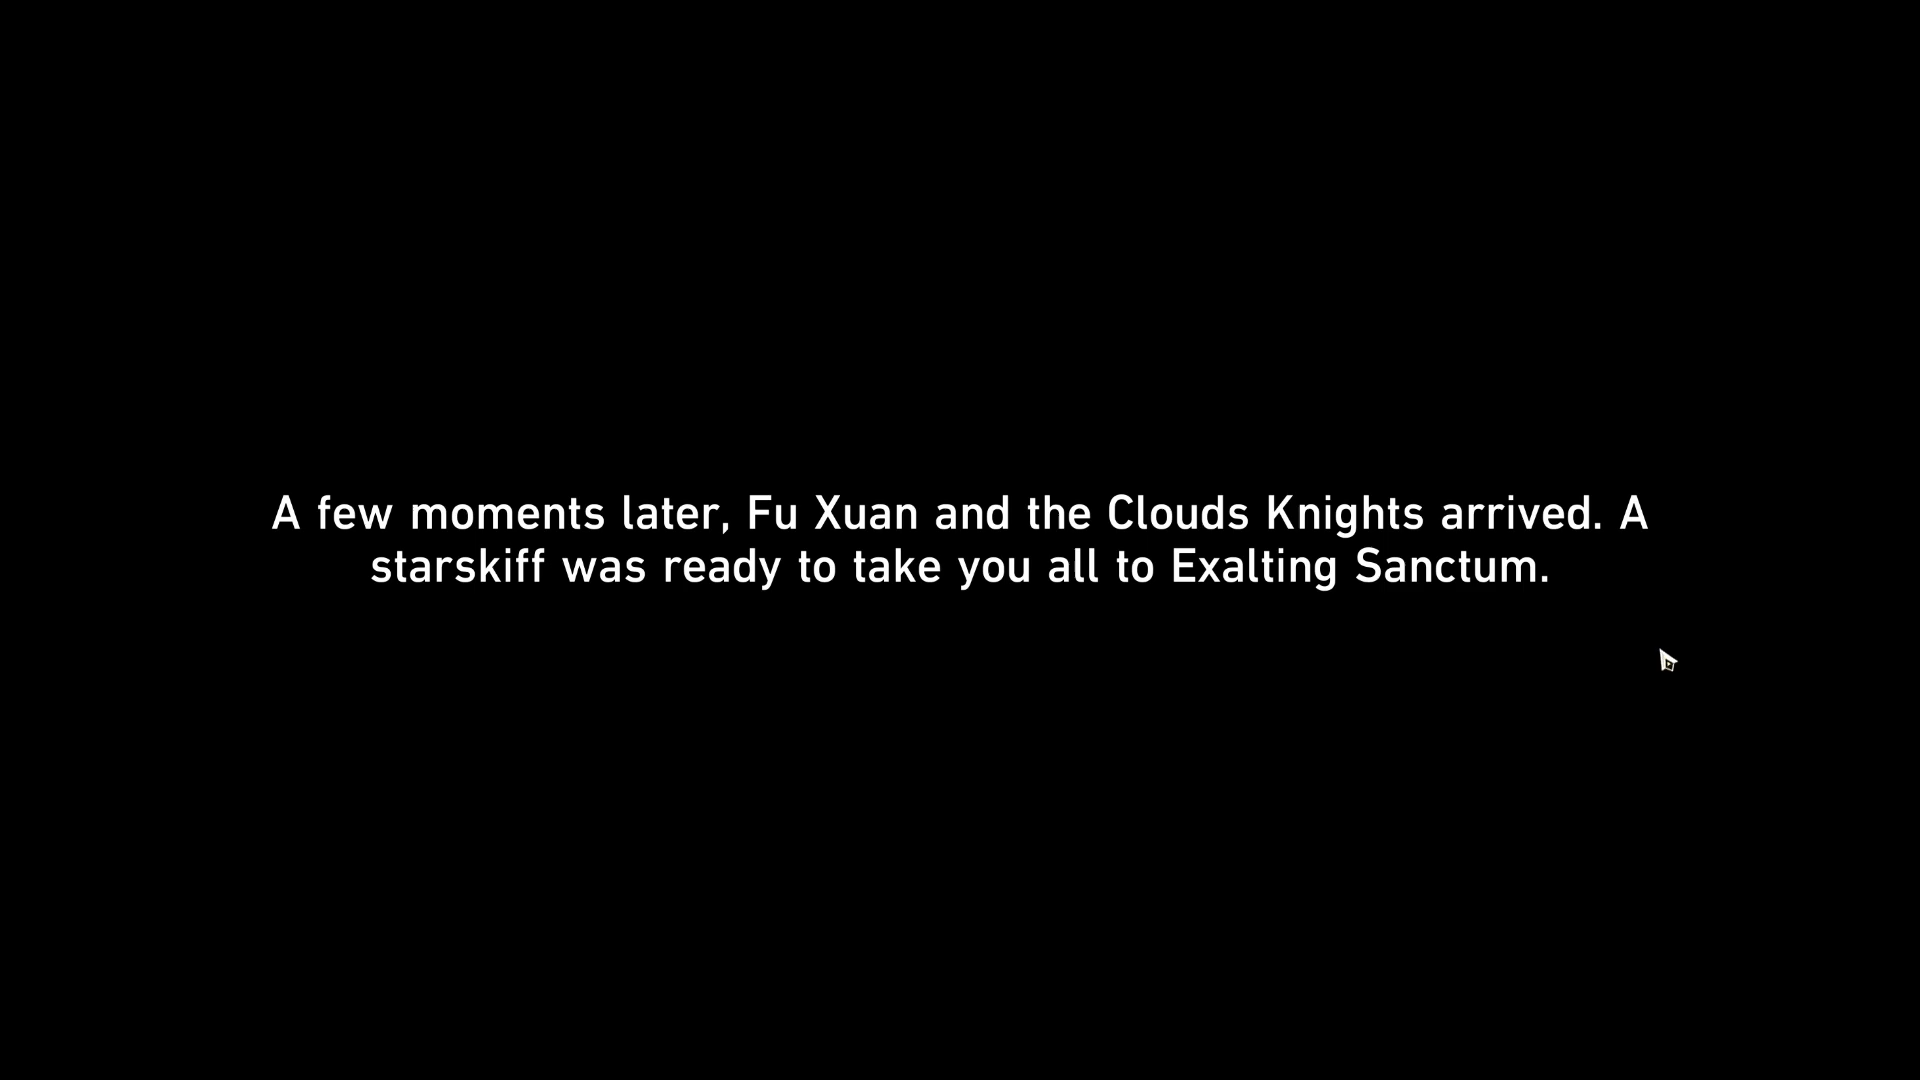 A few moments later, Fu Xuan and the Clouds Knights arrived. A
starskiff was ready to take you all to Exalting Sanctum.